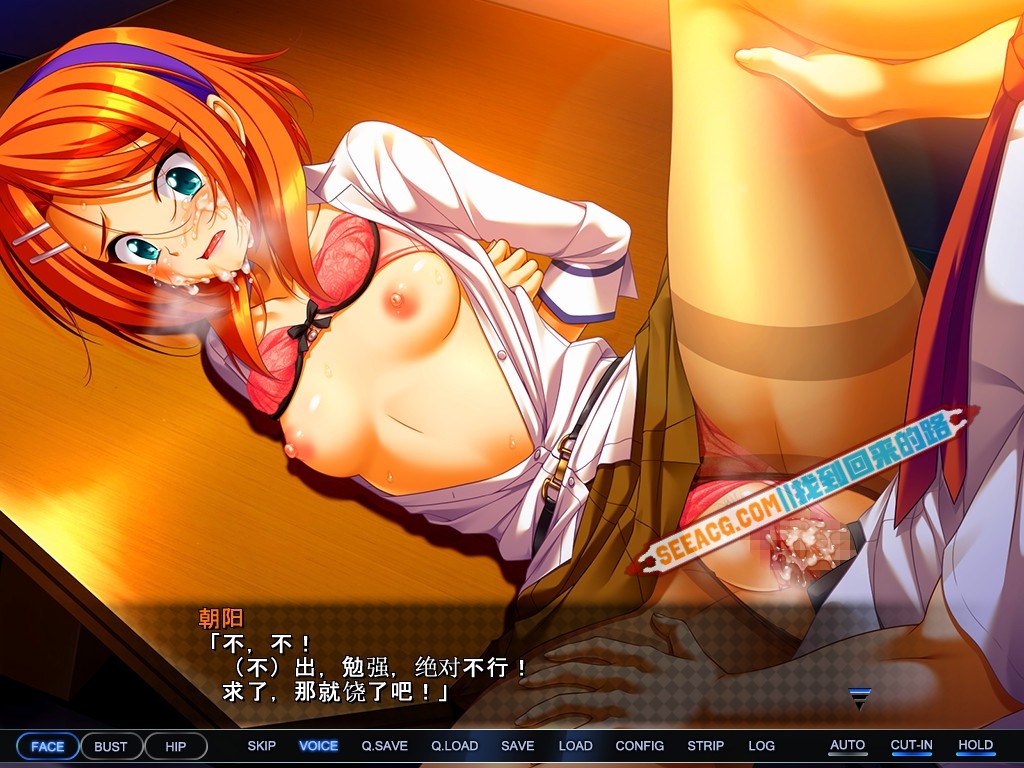 SEEACG.COM||找到回来的路
朝阳
「不，不！
（不）出，勉强，绝对不行！
求了，那就饶了吧！」
FACE BUST HIP SKIP VOICE Q.SAVE Q.LOAD SAVE LOAD CONFIG STRIP LOG AUTO CUT-IN HOLD